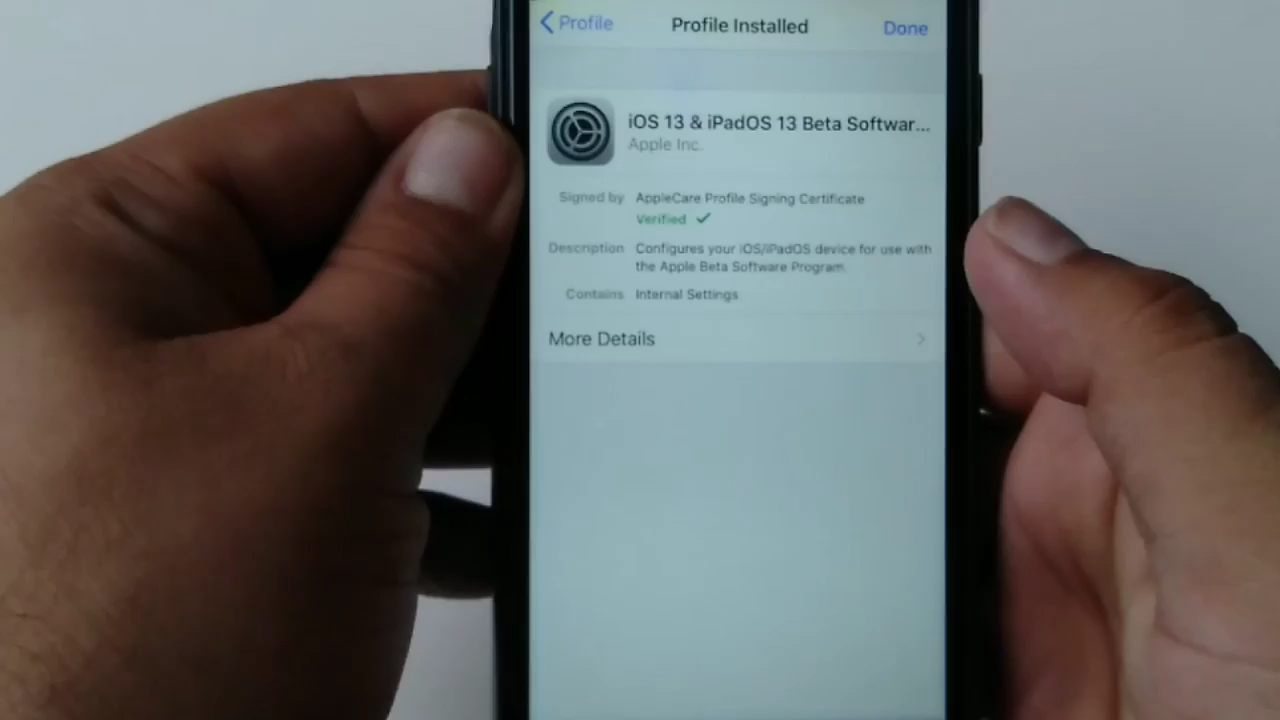 Profile
Profile Installed
Done
iOS 13 & iPadOS 13 Beta Softwar...
Apple Inc.
Signed by AppleCare Profile Signing Certificate
Verified ✓
Description Configures your iOS/iPadOS device for use with
the Apple Beta Software Program.
Contains Internal Settings
More Details